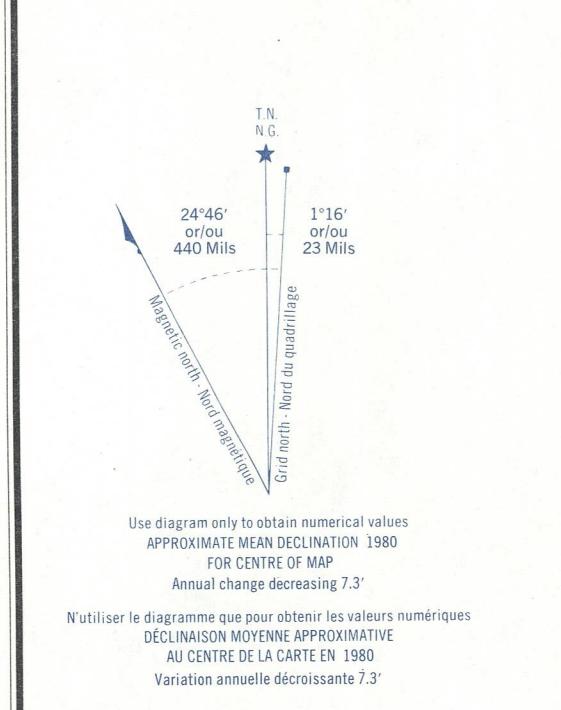 T.N.
N.G.
24°46′
or/ou
440 Mils
1°16′
or/ou
23 Mils
Magnetic north - Nord magnétique
Grid north - Nord du quadrillage
Use diagram only to obtain numerical values
APPROXIMATE MEAN DECLINATION 1980
FOR CENTRE OF MAP
Annual change decreasing 7.3′
N'utiliser le diagramme que pour obtenir les valeurs numériques
DÉCLINAISON MOYENNE APPROXIMATIVE
AU CENTRE DE LA CARTE EN 1980
Variation annuelle décroissante 7.3′